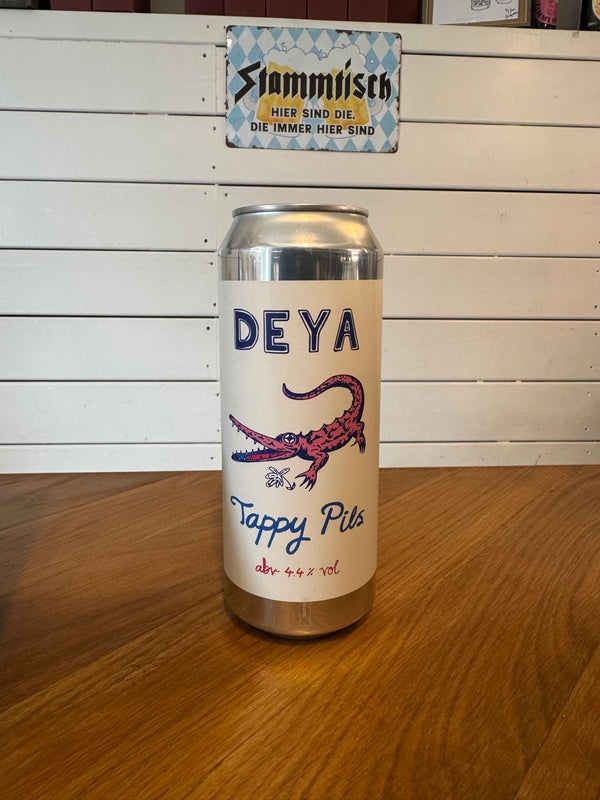 Stammtisch
HIER SIND DIE,
DIE IMMER HIER SIND
DEYA
Tappy Pils
abv 4.4% vol